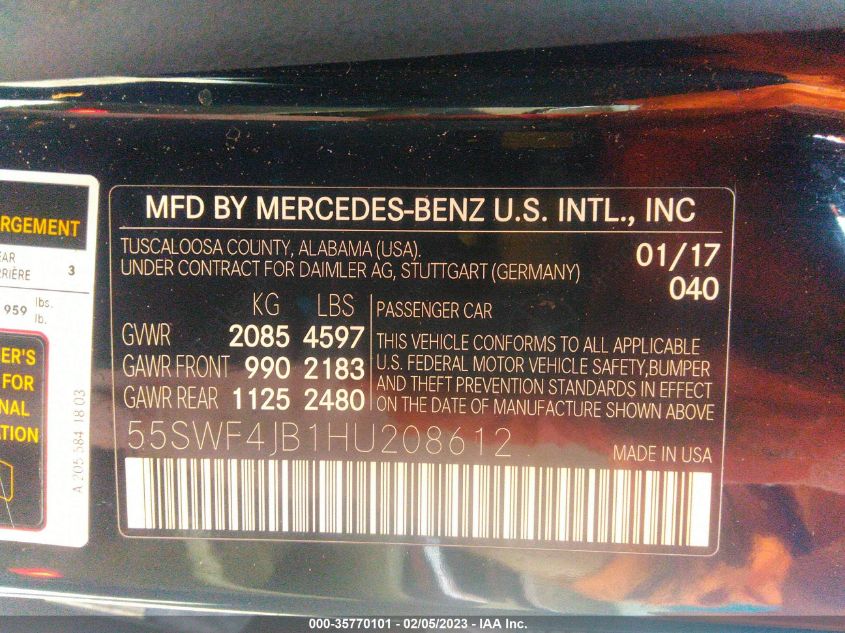 MFD BY MERCEDES-BENZ U.S. INTL., INC
TUSCALOOSA COUNTY, ALABAMA (USA).
UNDER CONTRACT FOR DAIMLER AG, STUTTGART (GERMANY)
01/17
040
KG LBS
GVWR 2085 4597
GAWR FRONT 990 2183
GAWR REAR 1125 2480
PASSENGER CAR
THIS VEHICLE CONFORMS TO ALL APPLICABLE
U.S. FEDERAL MOTOR VEHICLE SAFETY,BUMPER
AND THEFT PREVENTION STANDARDS IN EFFECT
ON THE DATE OF MANUFACTURE SHOWN ABOVE
55SWF4JB1HU208612
MADE IN USA
RGEMENT
EAR
RRIÈRE 3
959 lbs.
lb.
ER'S
FOR
NAL
ATION
A 205 584 18 03
000-35770101 - 02/05/2023 - IAA Inc.